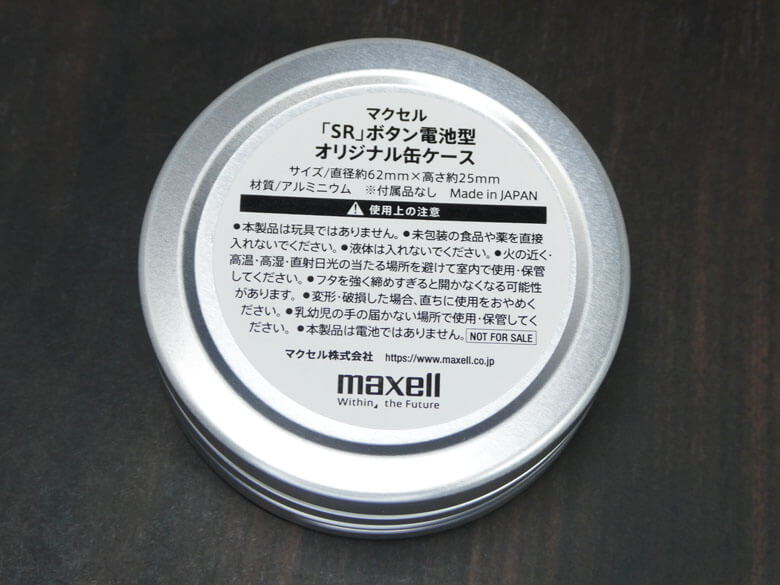 マクセル
「SR」ボタン電池型
オリジナル缶ケース
サイズ/直径約62mm×高さ約25mm
材質/アルミニウム ※付属品なし Made in JAPAN
使用上の注意
●本製品は玩具ではありません。●未包装の食品や薬を直接
入れないでください。●液体は入れないでください。●火の近く・
高温・高湿・直射日光の当たる場所を避けて室内で使用・保管
してください。●フタを強く締めすぎると開かなくなる可能性
があります。●変形・破損した場合、直ちに使用をおやめく
ださい。●乳幼児の手の届かない場所で使用・保管してく
ださい。●本製品は電池ではありません。NOT FOR SALE
マクセル株式会社 https://www.maxell.co.jp
maxell
Within, the Future